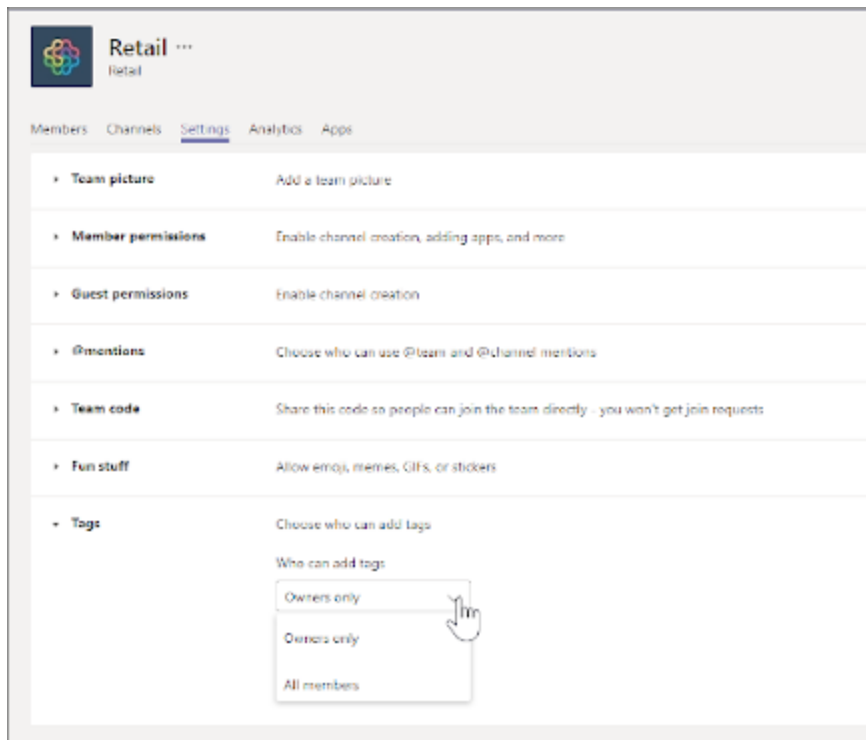 Retail ...
Retail
Members Channels Settings Analytics Apps
Team picture Add a team picture
Member permissions Enable channel creation, adding apps, and more
Guest permissions Enable channel creation
@mentions Choose who can use @team and @channel mentions
Team code Share this code so people can join the team directly - you won't get join requests
Fun stuff Allow emoji, memes, GIFs, or stickers
Tags Choose who can add tags
Who can add tags
Owners only
Owners only
All members